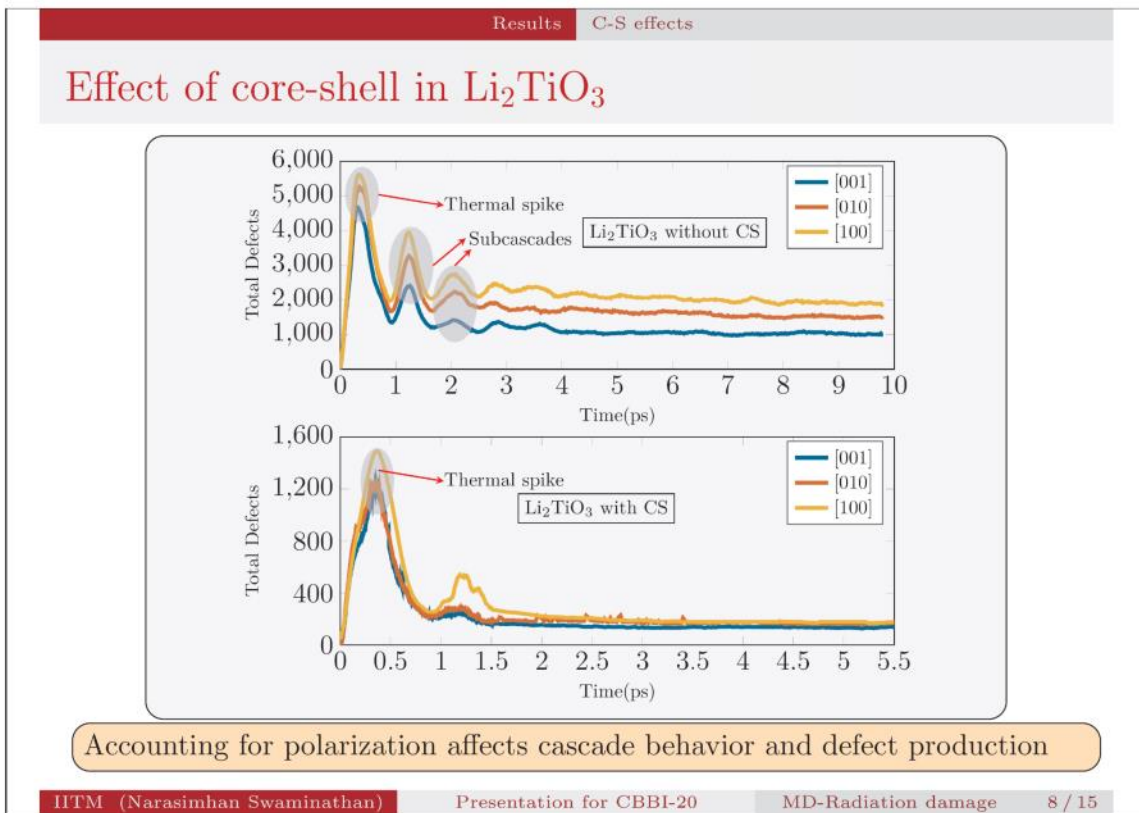 Results C-S effects
Effect of core-shell in Li₂TiO₃
6,000
5,000
4,000
3,000
2,000
1,000
0
Total Defects
Thermal spike
Subcascades
Li₂TiO₃ without CS
[001]
[010]
[100]
0 1 2 3 4 5 6 7 8 9 10
Time(ps)
1,600
1,200
800
400
0
Total Defects
Thermal spike
Li₂TiO₃ with CS
[001]
[010]
[100]
0 0.5 1 1.5 2 2.5 3 3.5 4 4.5 5 5.5
Time(ps)
Accounting for polarization affects cascade behavior and defect production
IITM (Narasimhan Swaminathan) Presentation for CBBI-20 MD-Radiation damage 8 / 15